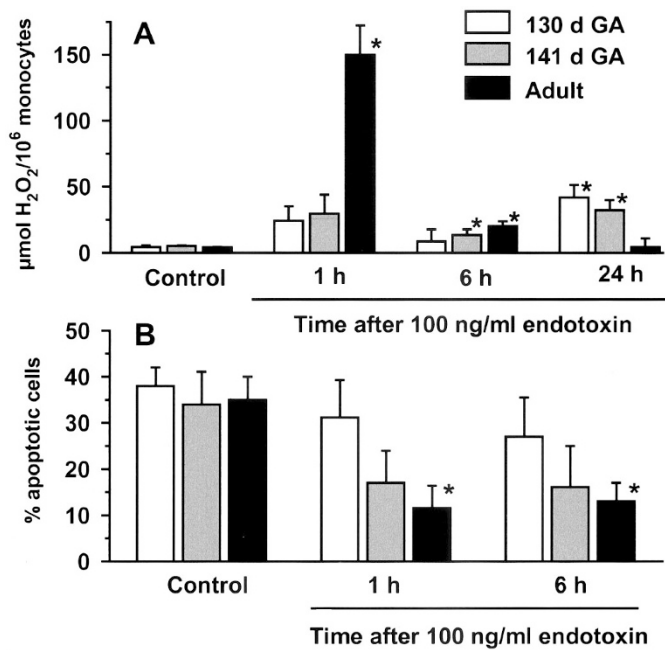 A
130 d GA
141 d GA
Adult
µmol H₂O₂/10⁶ monocytes
150
100
50
0
*
* *
* *
Control
1 h
6 h
24 h
Time after 100 ng/ml endotoxin
B
% apoptotic cells
50
40
30
20
10
0
*
*
Control
1 h
6 h
Time after 100 ng/ml endotoxin